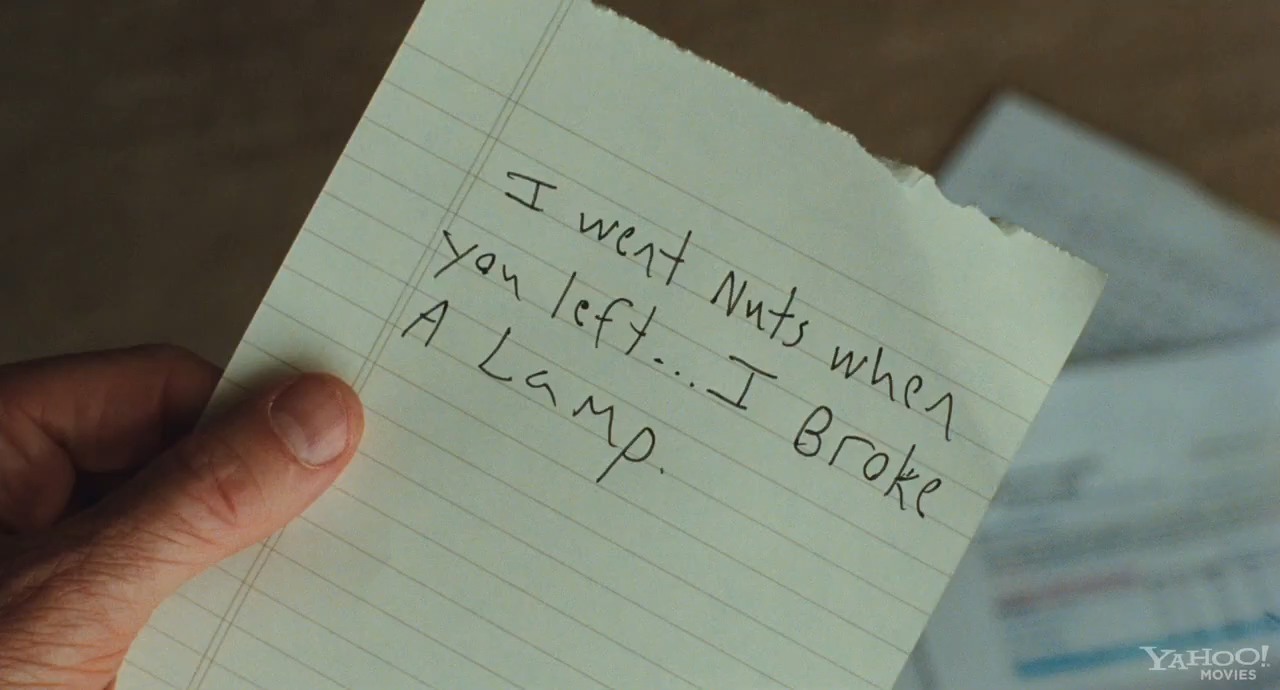 I went Nuts when
you left... I Broke
A Lamp.
YAHOO!
MOVIES